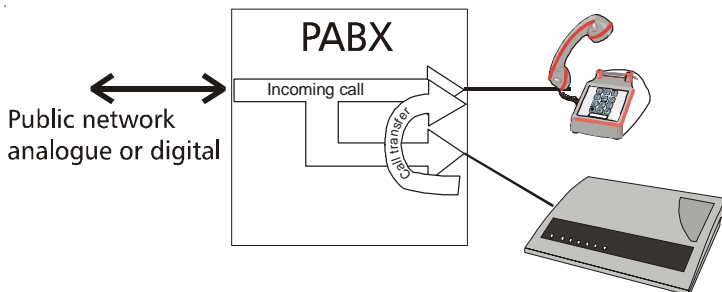 PABX
Incoming call
Call transfer
Public network
analogue or digital